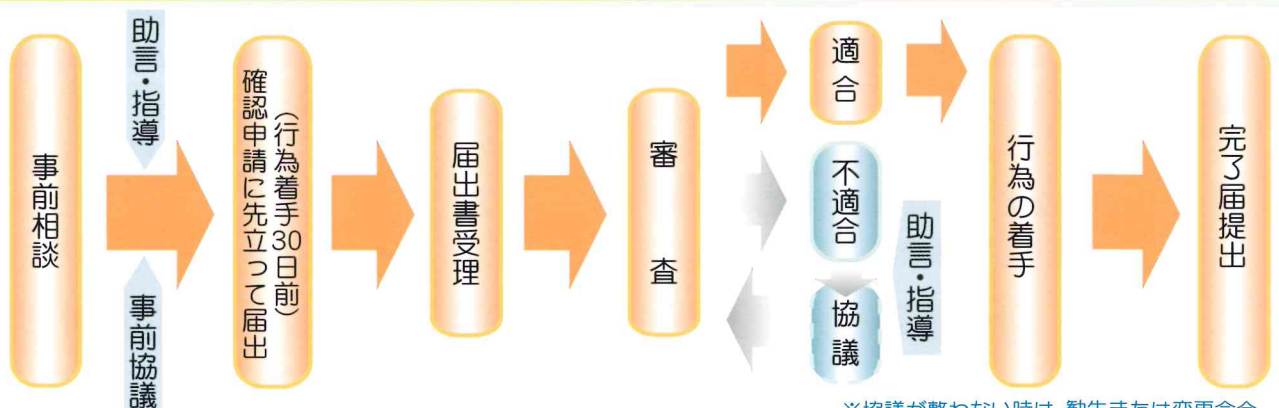 事前相談
助言・指導
事前協議
確認申請に先立って届出
（行為着手30日前）
届出書受理
審査
適合
不適合
協議
助言・指導
行為の着手
完了届提出